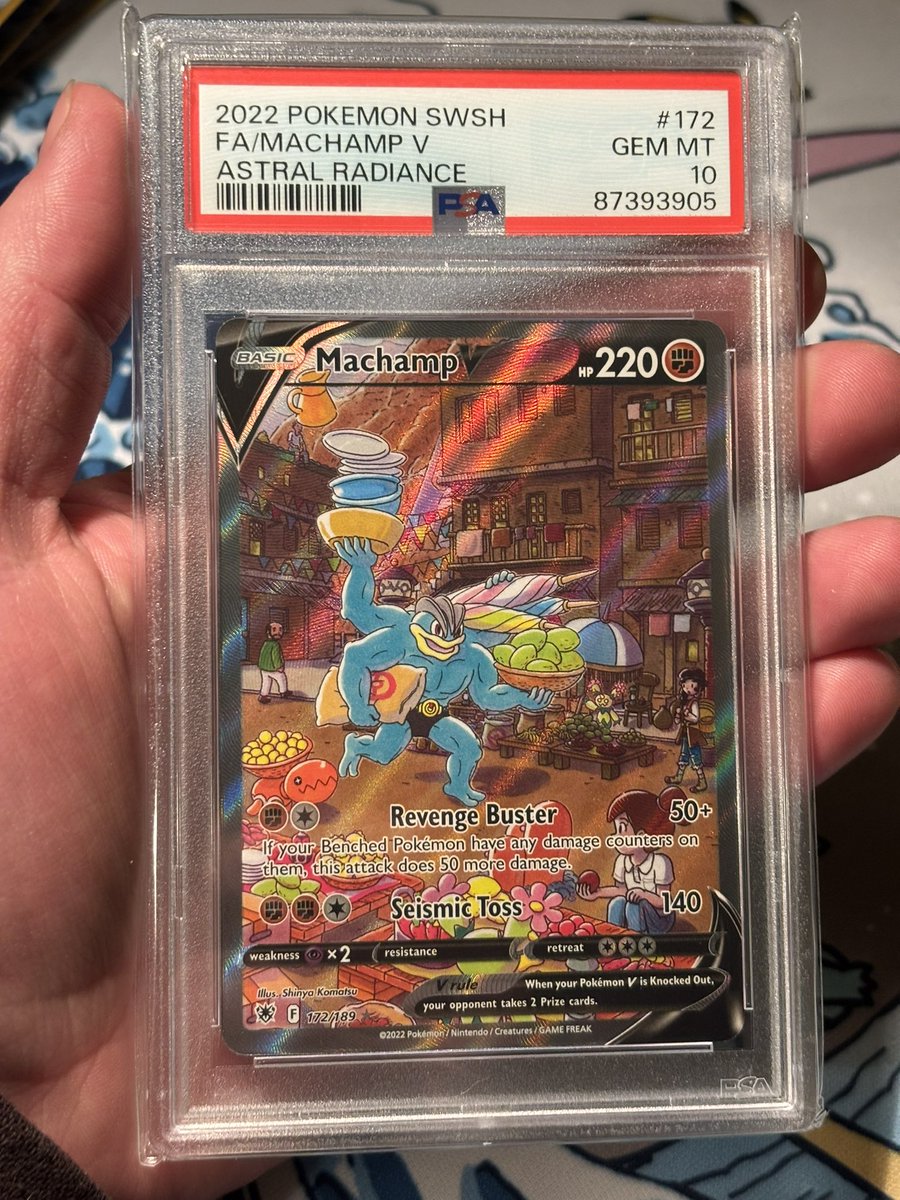 2022 POKEMON SWSH #172
FA/MACHAMP V GEM MT
ASTRAL RADIANCE 10
PSA 87393905
BASIC Machamp V HP 220
Revenge Buster 50+
If your Benched Pokémon have any damage counters on
them, this attack does 50 more damage.
Seismic Toss 140
weakness ×2 resistance retreat
V rule When your Pokémon V is Knocked Out,
your opponent takes 2 Prize cards.
Illus. Shinya Komatsu
F 172/189
©2022 Pokémon / Nintendo / Creatures / GAME FREAK
PSA